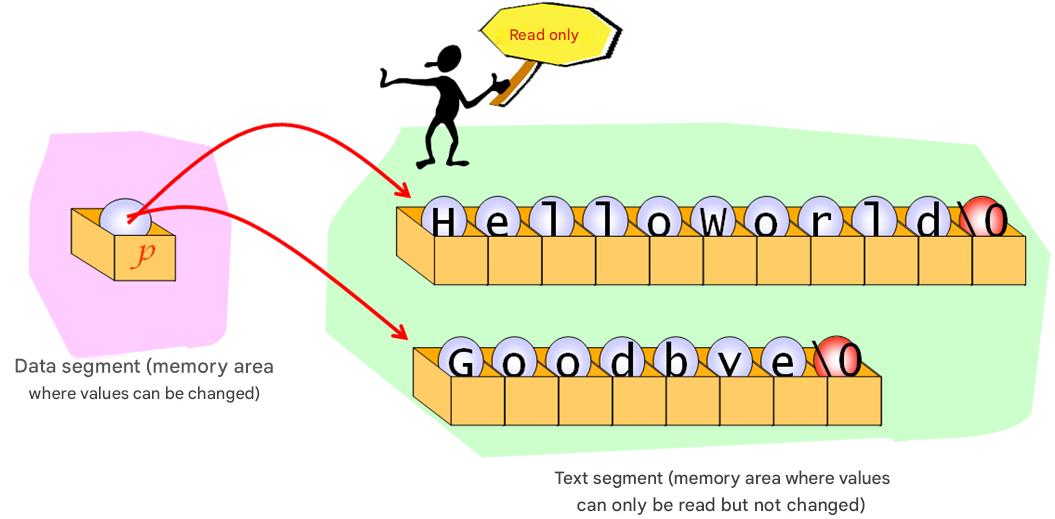 Read only
HelloWorld\0
p
Goodbye\0
Data segment (memory area
where values can be changed)
Text segment (memory area where values
can only be read but not changed)